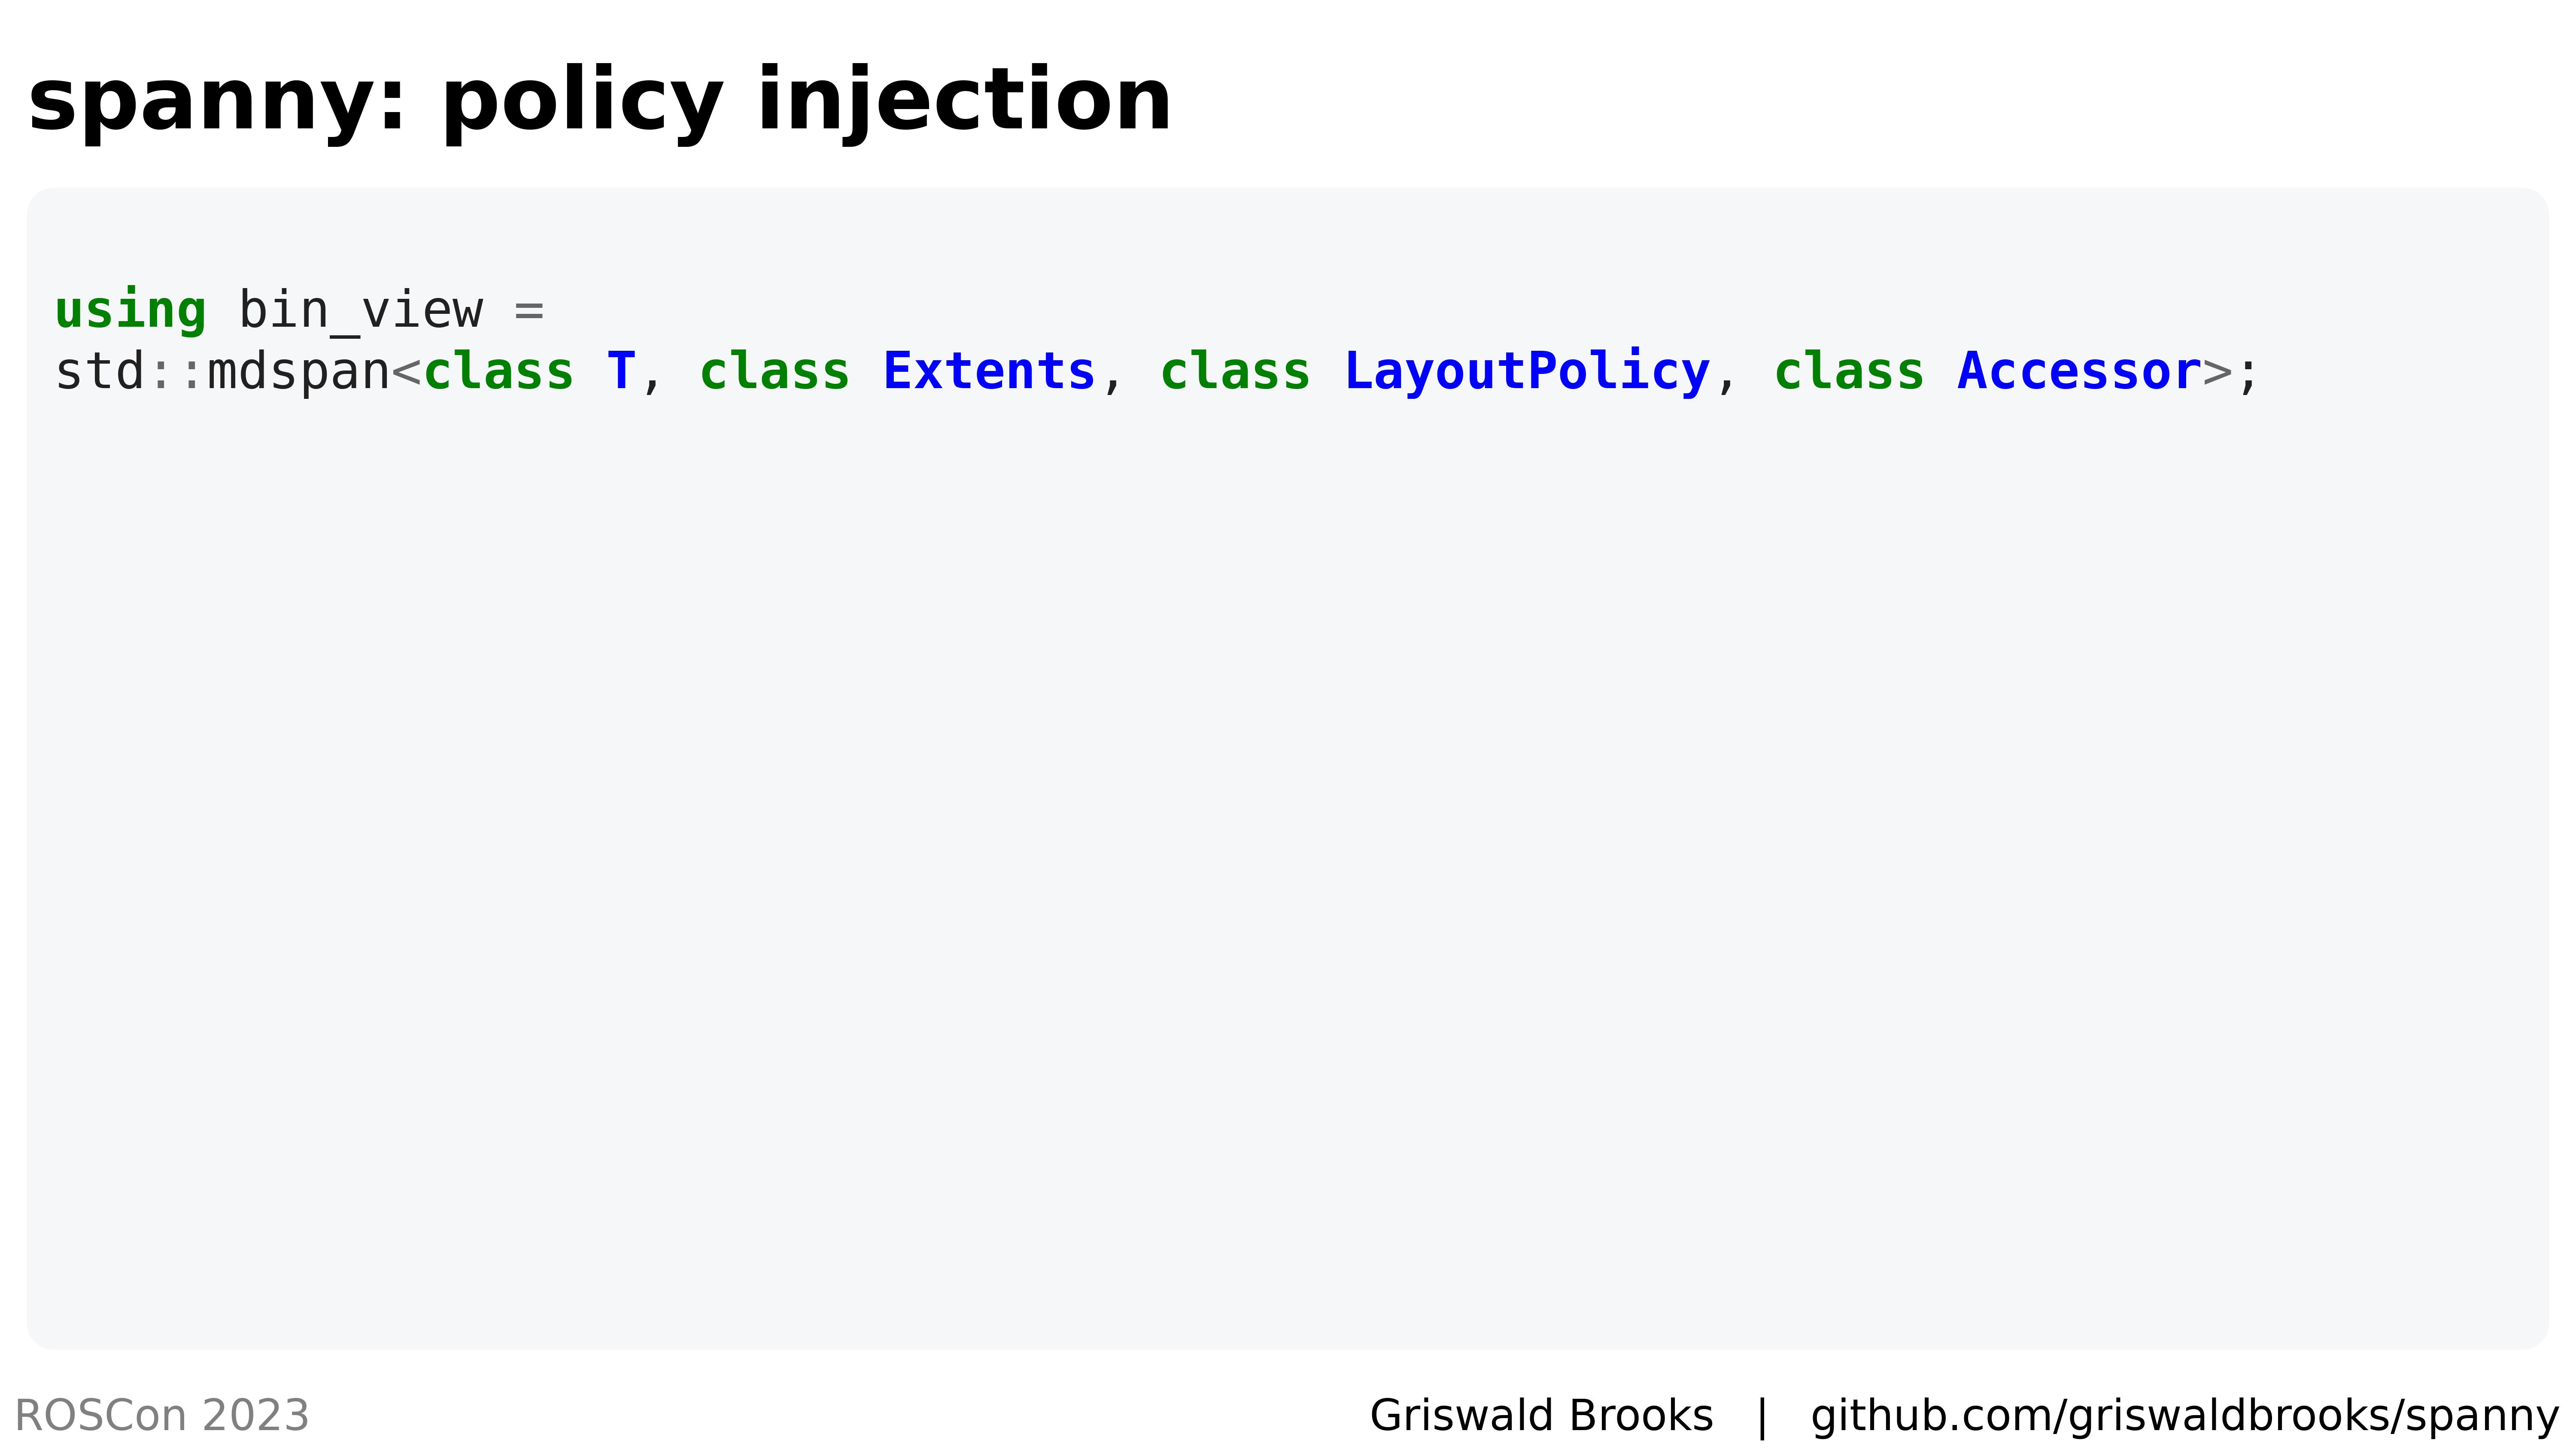 spanny: policy injection
using bin_view =
std::mdspan<class T, class Extents, class LayoutPolicy, class Accessor>;
ROSCon 2023
Griswald Brooks | github.com/griswaldbrooks/spanny